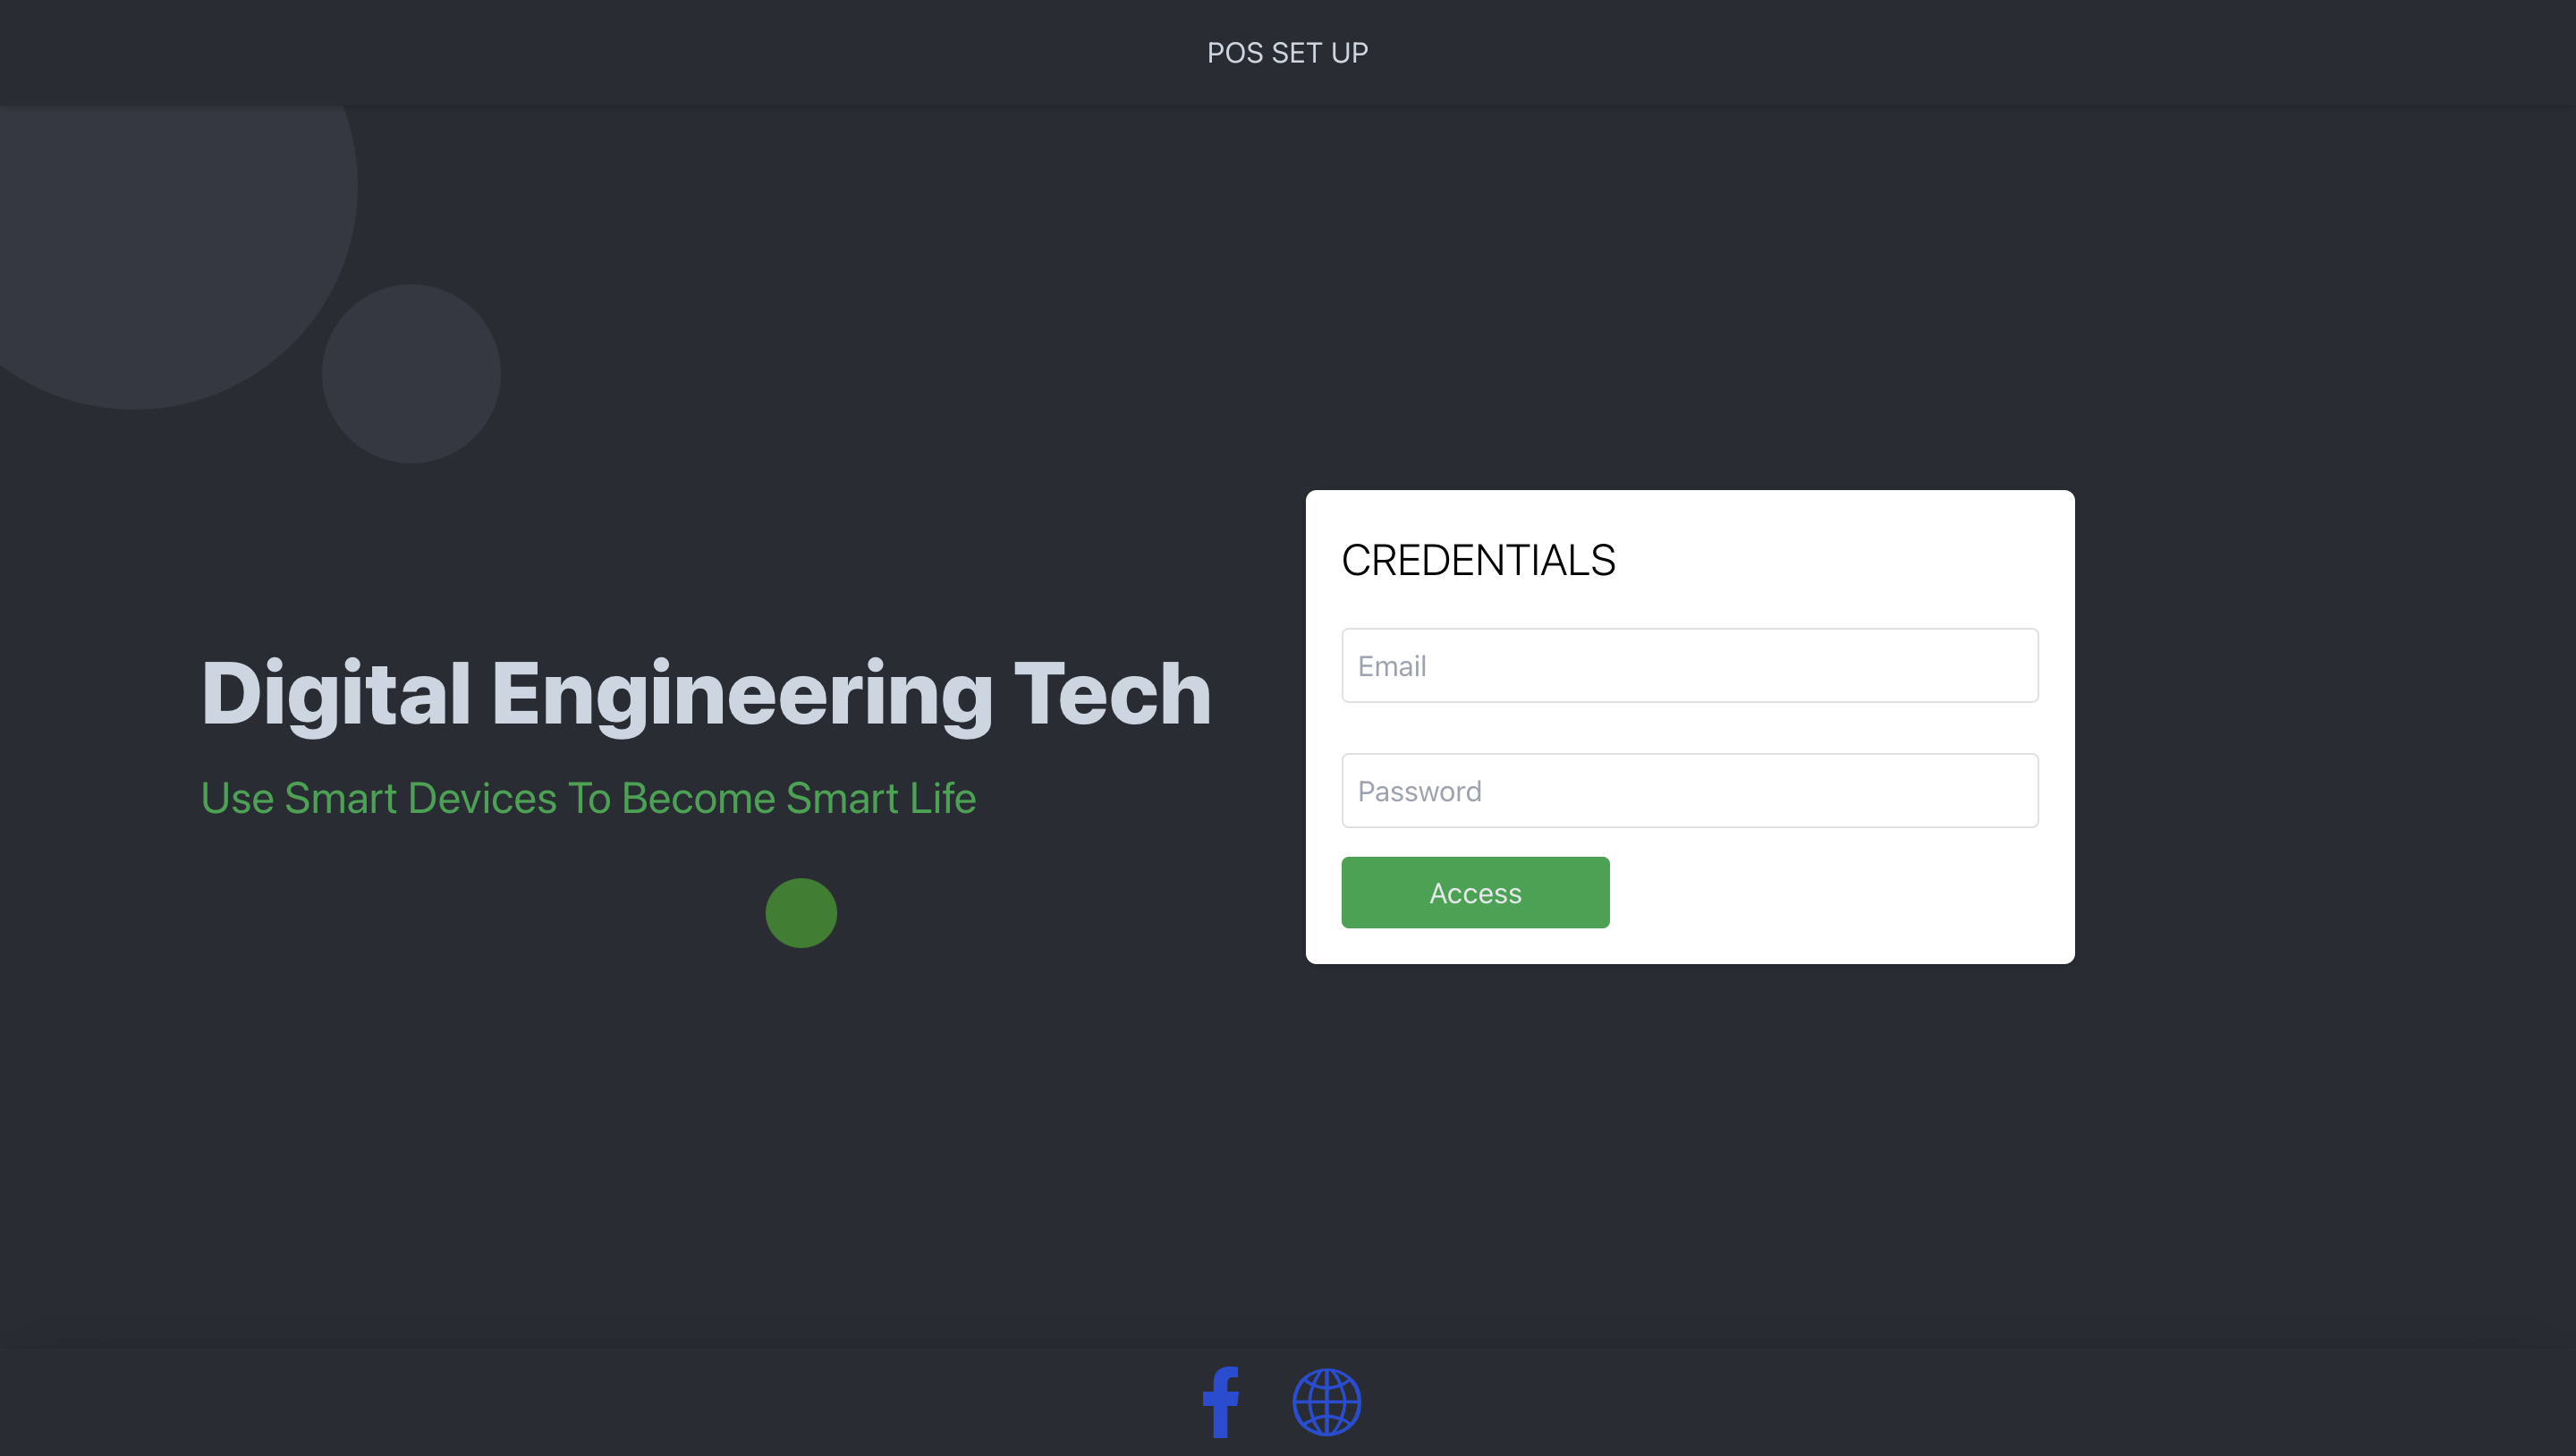 POS SET UP
Digital Engineering Tech
Use Smart Devices To Become Smart Life
CREDENTIALS
Email
Password
Access